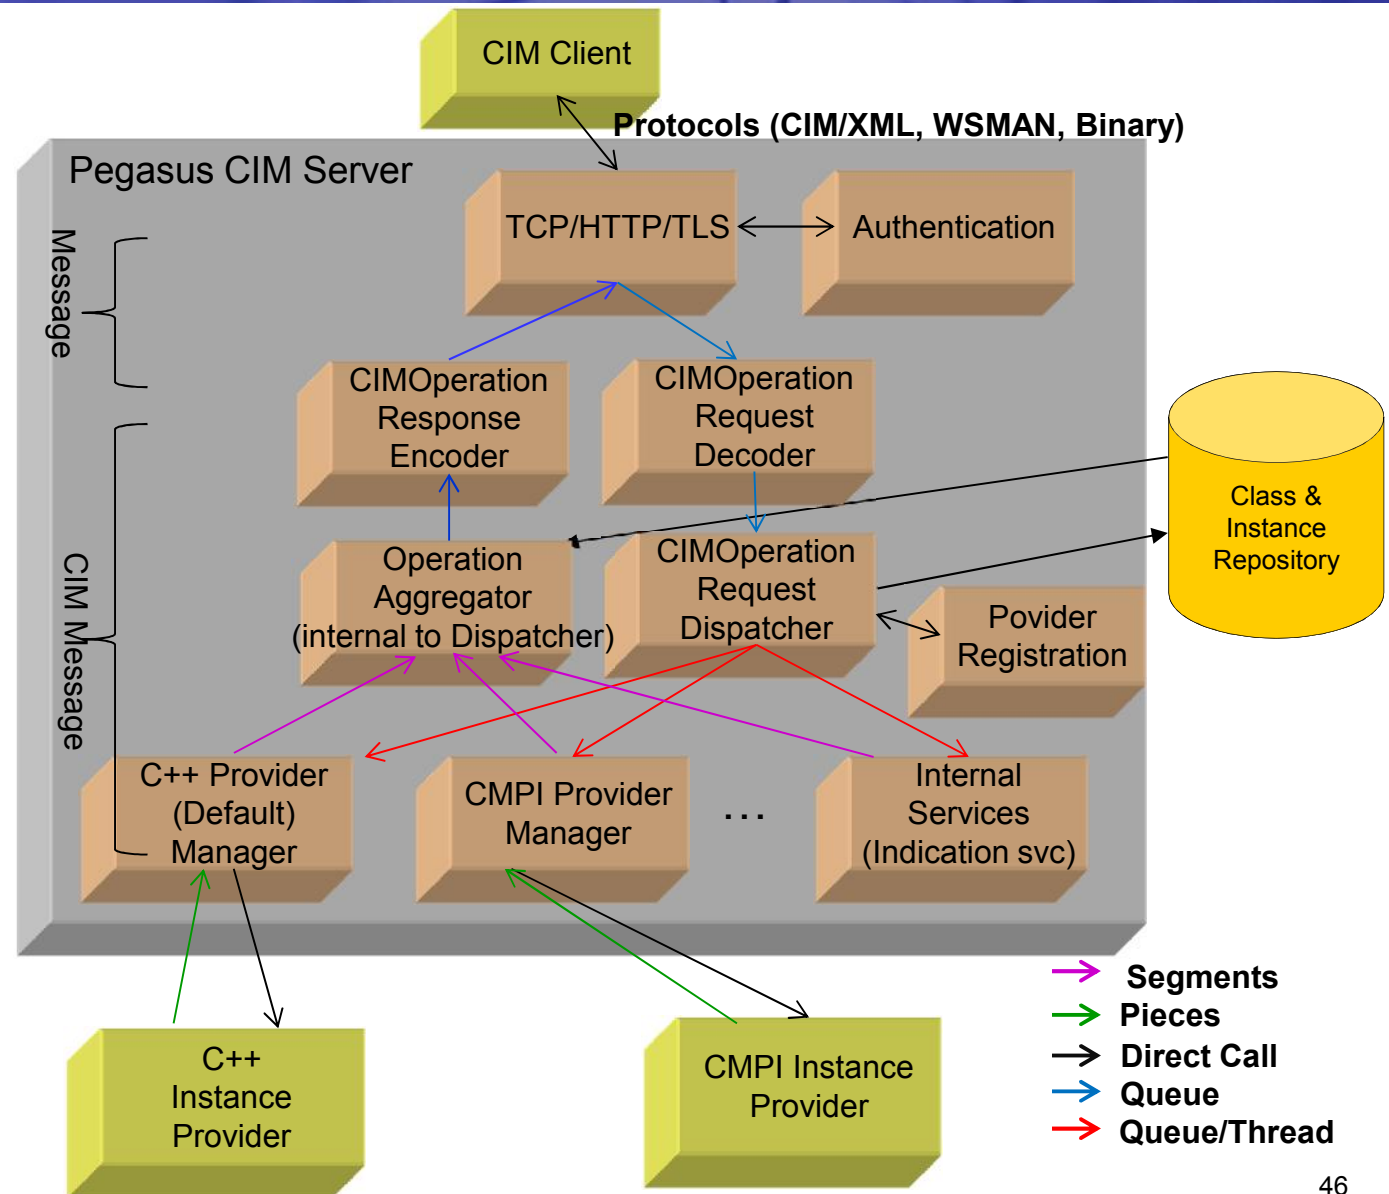 CIM Client
Protocols (CIM/XML, WSMAN, Binary)
Pegasus CIM Server
TCP/HTTP/TLS
Authentication
Message
CIMOperation
Response
Encoder
CIMOperation
Request
Decoder
Class &
Instance
Repository
CIM Message
Operation
Aggregator
(internal to Dispatcher)
CIMOperation
Request
Dispatcher
Povider
Registration
C++ Provider
(Default)
Manager
CMPI Provider
Manager
...
Internal
Services
(Indication svc)
Segments
Pieces
Direct Call
Queue
Queue/Thread
C++
Instance
Provider
CMPI Instance
Provider
46